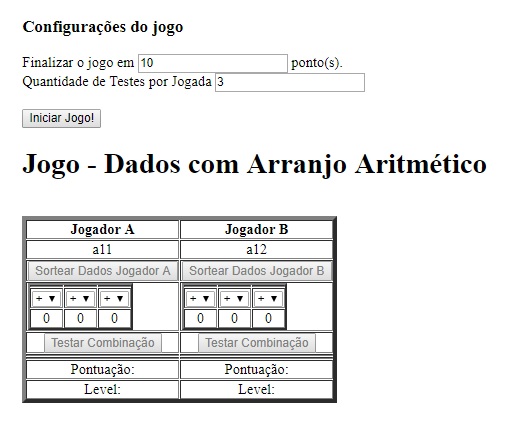 Configurações do jogo
Finalizar o jogo em 10 ponto(s).
Quantidade de Testes por Jogada 3
Iniciar Jogo!
Jogo - Dados com Arranjo Aritmético
Jogador A Jogador B
a11 a12
Sortear Dados Jogador A Sortear Dados Jogador B
+ ▼ + ▼ + ▼ + ▼ + ▼ + ▼
0 0 0 0 0 0
Testar Combinação Testar Combinação
Pontuação: Pontuação:
Level: Level: